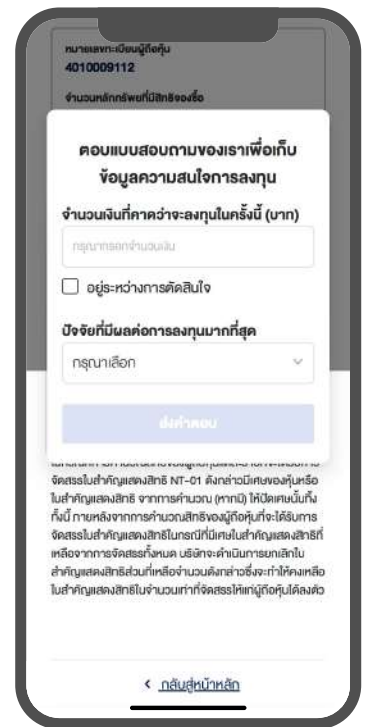 หมายเลขทะเบียนผู้ถือหุ้น
4010009112
จำนวนหลักทรัพย์ที่มีสิทธิจองซื้อ
ตอบแบบสอบถามของเราเพื่อเก็บ
ข้อมูลความสนใจการลงทุน
จำนวนเงินที่คาดว่าจะลงทุนในครั้งนี้ (บาท)
กรุณากรอกจำนวนเงิน
อยู่ระหว่างการตัดสินใจ
ปัจจัยที่มีผลต่อการลงทุนมากที่สุด
กรุณาเลือก
ส่งคำตอบ
จัดสรรใบสำคัญแสดงสิทธิ NT-01 ดังกล่าวมีเศษของหุ้นหรือ
ใบสำคัญแสดงสิทธิ จากการคำนวณ (หากมี) ให้ปัดเศษนั้นทิ้ง
ทั้งนี้ ภายหลังจากการคำนวณสิทธิของผู้ถือหุ้นที่จะได้รับการ
จัดสรรใบสำคัญแสดงสิทธิในกรณีที่มีเศษใบสำคัญแสดงสิทธิที่
เหลือจากการจัดสรรทั้งหมด บริษัทจะดำเนินการยกเลิกใบ
สำคัญแสดงสิทธิส่วนที่เหลือจำนวนดังกล่าวซึ่งจะทำให้คงเหลือ
ใบสำคัญแสดงสิทธิในจำนวนเท่าที่จัดสรรให้แก่ผู้ถือหุ้นได้ลงตัว
กลับสู่หน้าหลัก